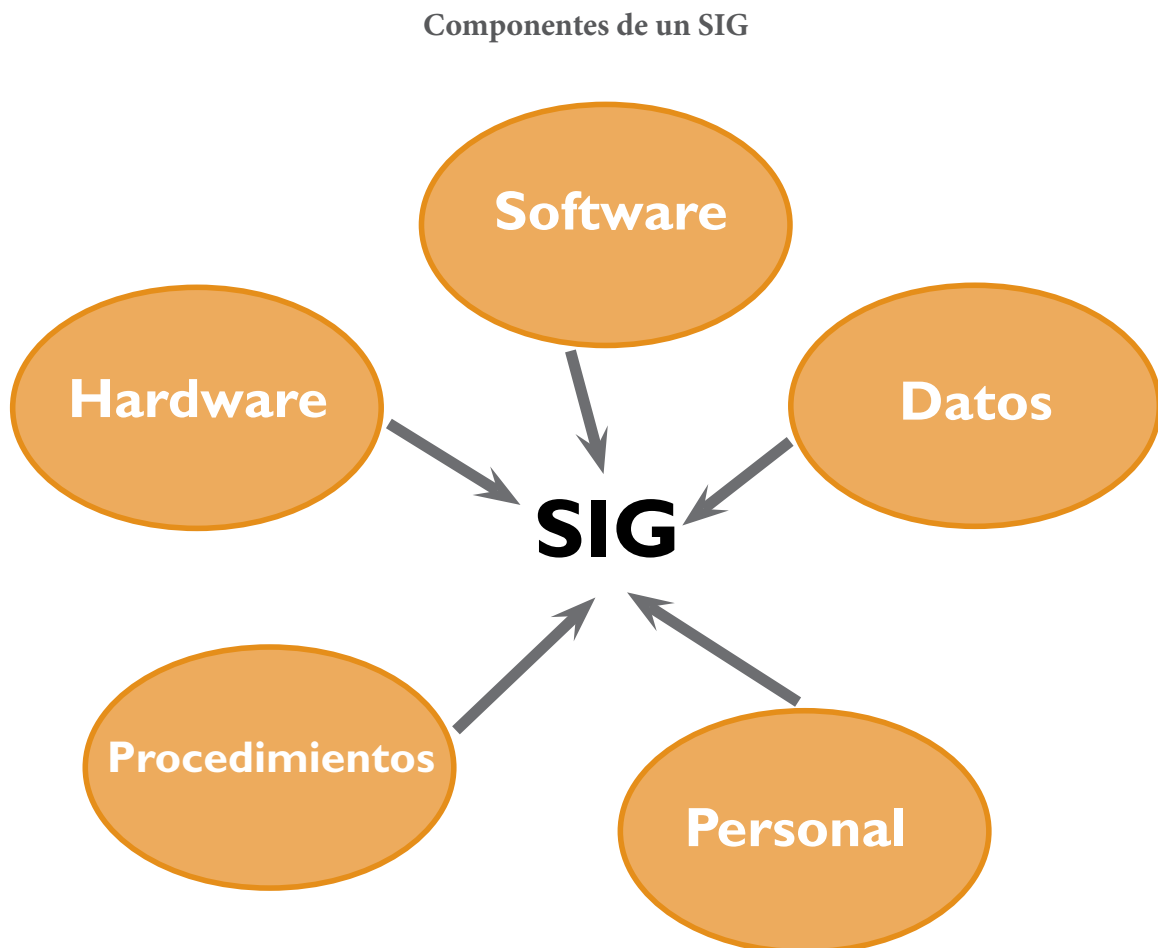 Componentes de un SIG
Software
Hardware
Datos
SIG
Procedimientos
Personal